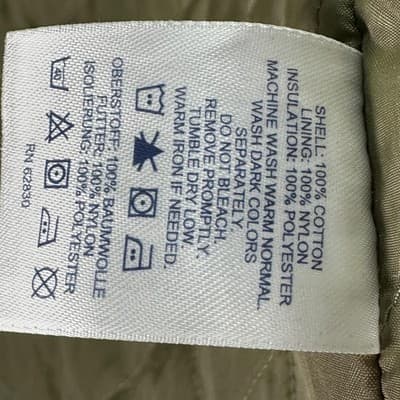 SHELL: 100% COTTON
LINING: 100% NYLON
INSULATION: 100% POLYESTER
MACHINE WASH WARM NORMAL.
WASH DARK COLORS
SEPARATELY.
DO NOT BLEACH.
REMOVE PROMPTLY.
TUMBLE DRY LOW.
WARM IRON IF NEEDED.
OBERSTOFF: 100% BAUMWOLLE
FUTTER: 100% NYLON
ISOLIERUNG: 100% POLYESTER
40
RN 62830